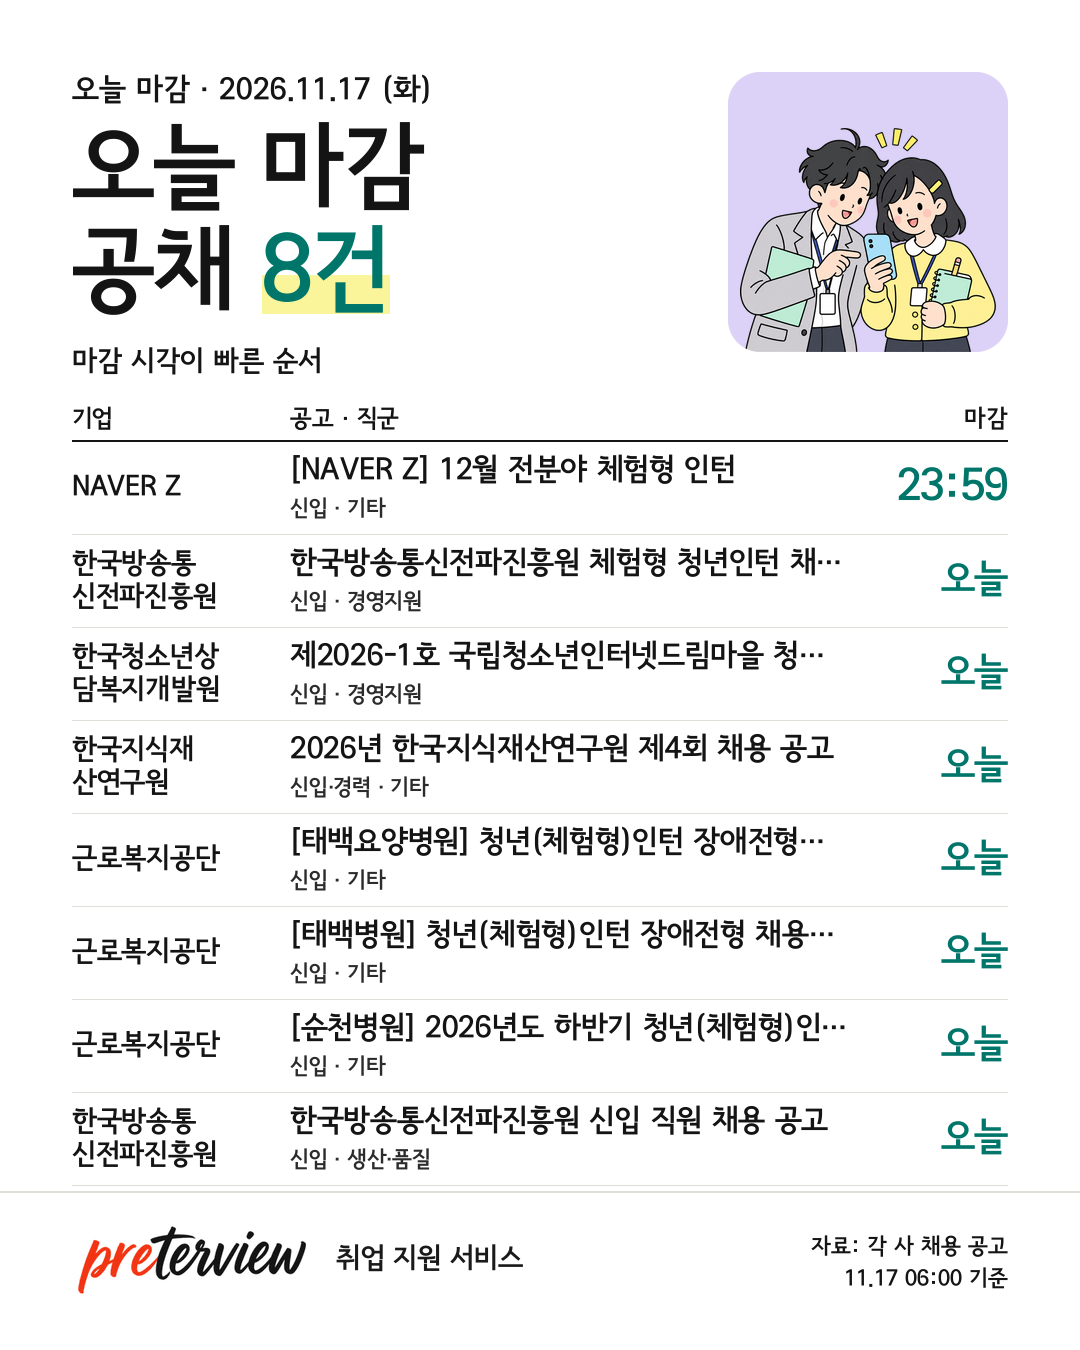 오늘 마감 · 2026.11.17 (화)
오늘 마감
공채 8건
마감 시각이 빠른 순서
기업 공고 · 직군 마감
NAVER Z
[NAVER Z] 12월 전분야 체험형 인턴
신입 · 기타
23:59
한국방송통
신전파진흥원
한국방송통신전파진흥원 체험형 청년인턴 채…
신입 · 경영지원
오늘
한국청소년상
담복지개발원
제2026-1호 국립청소년인터넷드림마을 청…
신입 · 경영지원
오늘
한국지식재
산연구원
2026년 한국지식재산연구원 제4회 채용 공고
신입·경력 · 기타
오늘
근로복지공단
[태백요양병원] 청년(체험형)인턴 장애전형…
신입 · 기타
오늘
근로복지공단
[태백병원] 청년(체험형)인턴 장애전형 채용…
신입 · 기타
오늘
근로복지공단
[순천병원] 2026년도 하반기 청년(체험형)인…
신입 · 기타
오늘
한국방송통
신전파진흥원
한국방송통신전파진흥원 신입 직원 채용 공고
신입 · 생산·품질
오늘
preterview 취업 지원 서비스
자료: 각 사 채용 공고
11.17 06:00 기준